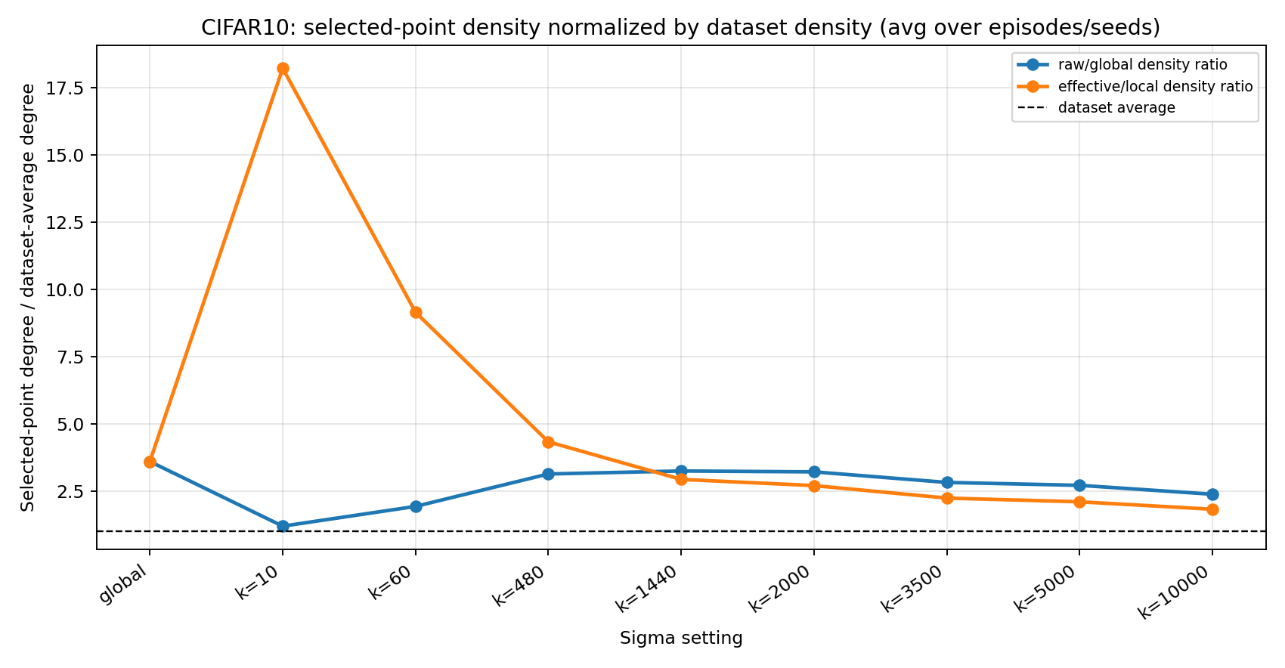 CIFAR10: selected-point density normalized by dataset density (avg over episodes/seeds)
raw/global density ratio
effective/local density ratio
dataset average
Selected-point degree / dataset-average degree
17.5
15.0
12.5
10.0
7.5
5.0
2.5
global
k=10
k=60
k=480
k=1440
k=2000
k=3500
k=5000
k=10000
Sigma setting